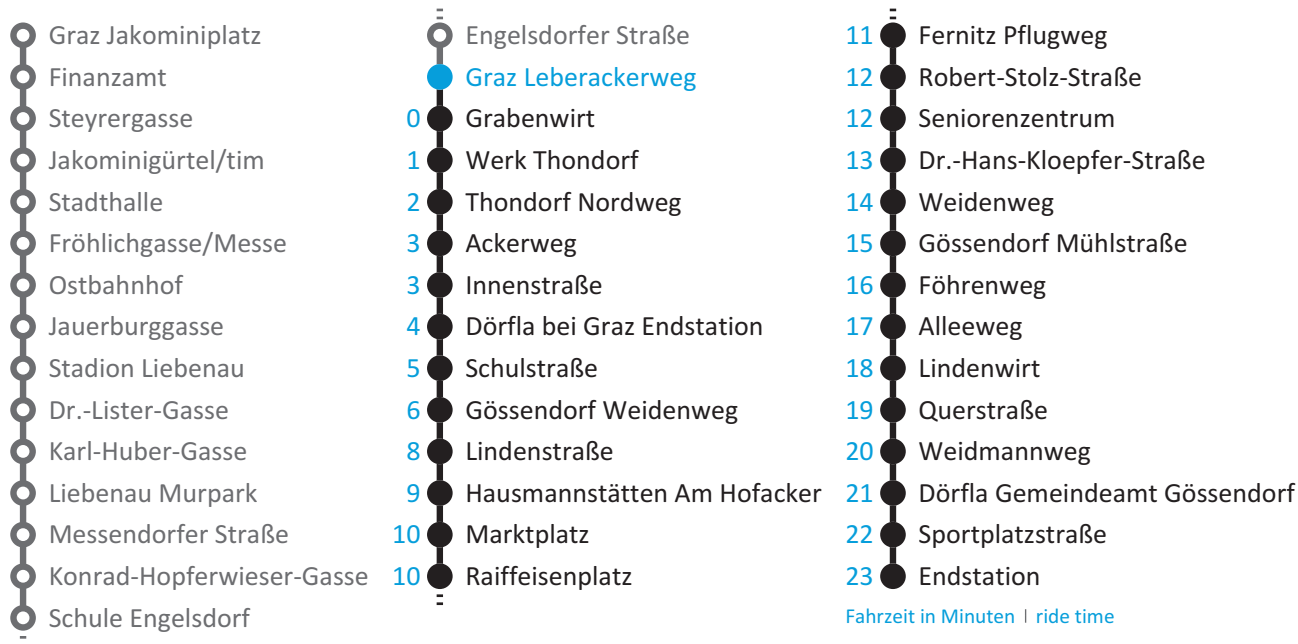 Graz Jakominiplatz
Finanzamt
Steyrergasse
Jakominigürtel/tim
Stadthalle
Fröhlichgasse/Messe
Ostbahnhof
Jauerburggasse
Stadion Liebenau
Dr.-Lister-Gasse
Karl-Huber-Gasse
Liebenau Murpark
Messendorfer Straße
Konrad-Hopferwieser-Gasse
Schule Engelsdorf
Engelsdorfer Straße
Graz Leberackerweg
0 Grabenwirt
1 Werk Thondorf
2 Thondorf Nordweg
3 Ackerweg
3 Innenstraße
4 Dörfla bei Graz Endstation
5 Schulstraße
6 Gössendorf Weidenweg
8 Lindenstraße
9 Hausmannstätten Am Hofacker
10 Marktplatz
10 Raiffeisenplatz
11 Fernitz Pflugweg
12 Robert-Stolz-Straße
12 Seniorenzentrum
13 Dr.-Hans-Kloepfer-Straße
14 Weidenweg
15 Gössendorf Mühlstraße
16 Föhrenweg
17 Alleeweg
18 Lindenwirt
19 Querstraße
20 Weidmannweg
21 Dörfla Gemeindeamt Gössendorf
22 Sportplatzstraße
23 Endstation
Fahrzeit in Minuten | ride time